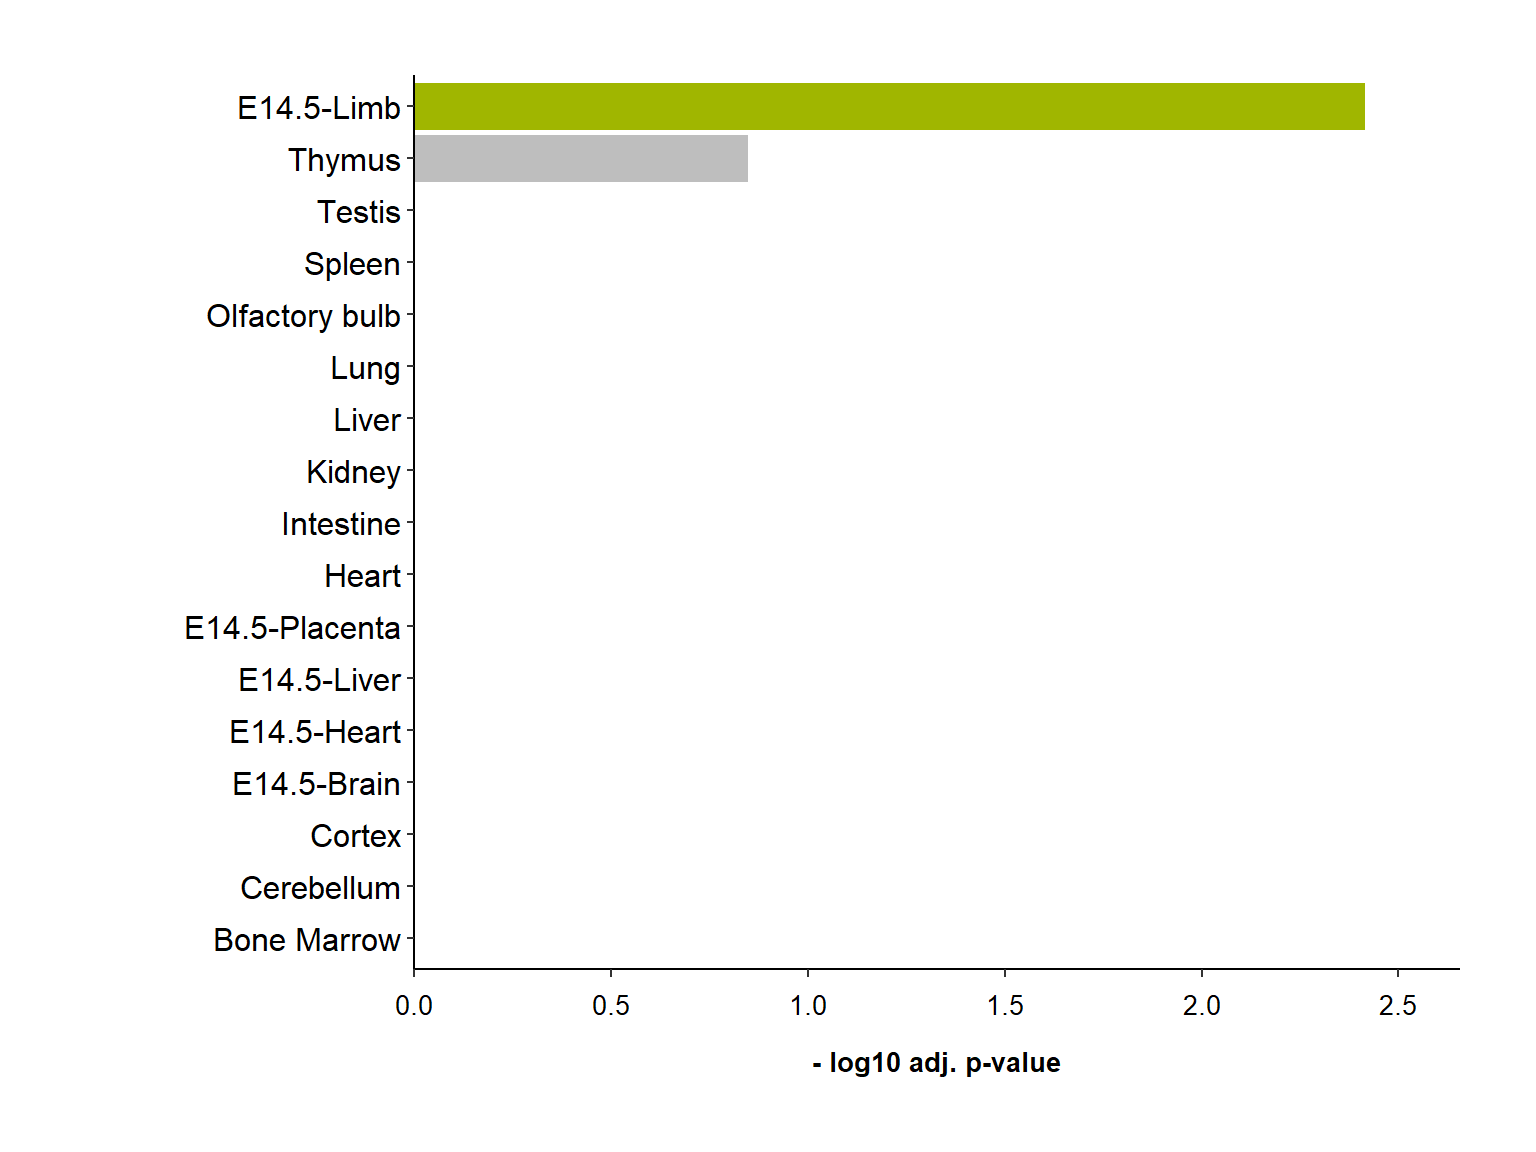 E14.5-Limb
Thymus
Testis
Spleen
Olfactory bulb
Lung
Liver
Kidney
Intestine
Heart
E14.5-Placenta
E14.5-Liver
E14.5-Heart
E14.5-Brain
Cortex
Cerebellum
Bone Marrow
0.0 0.5 1.0 1.5 2.0 2.5
- log10 adj. p-value